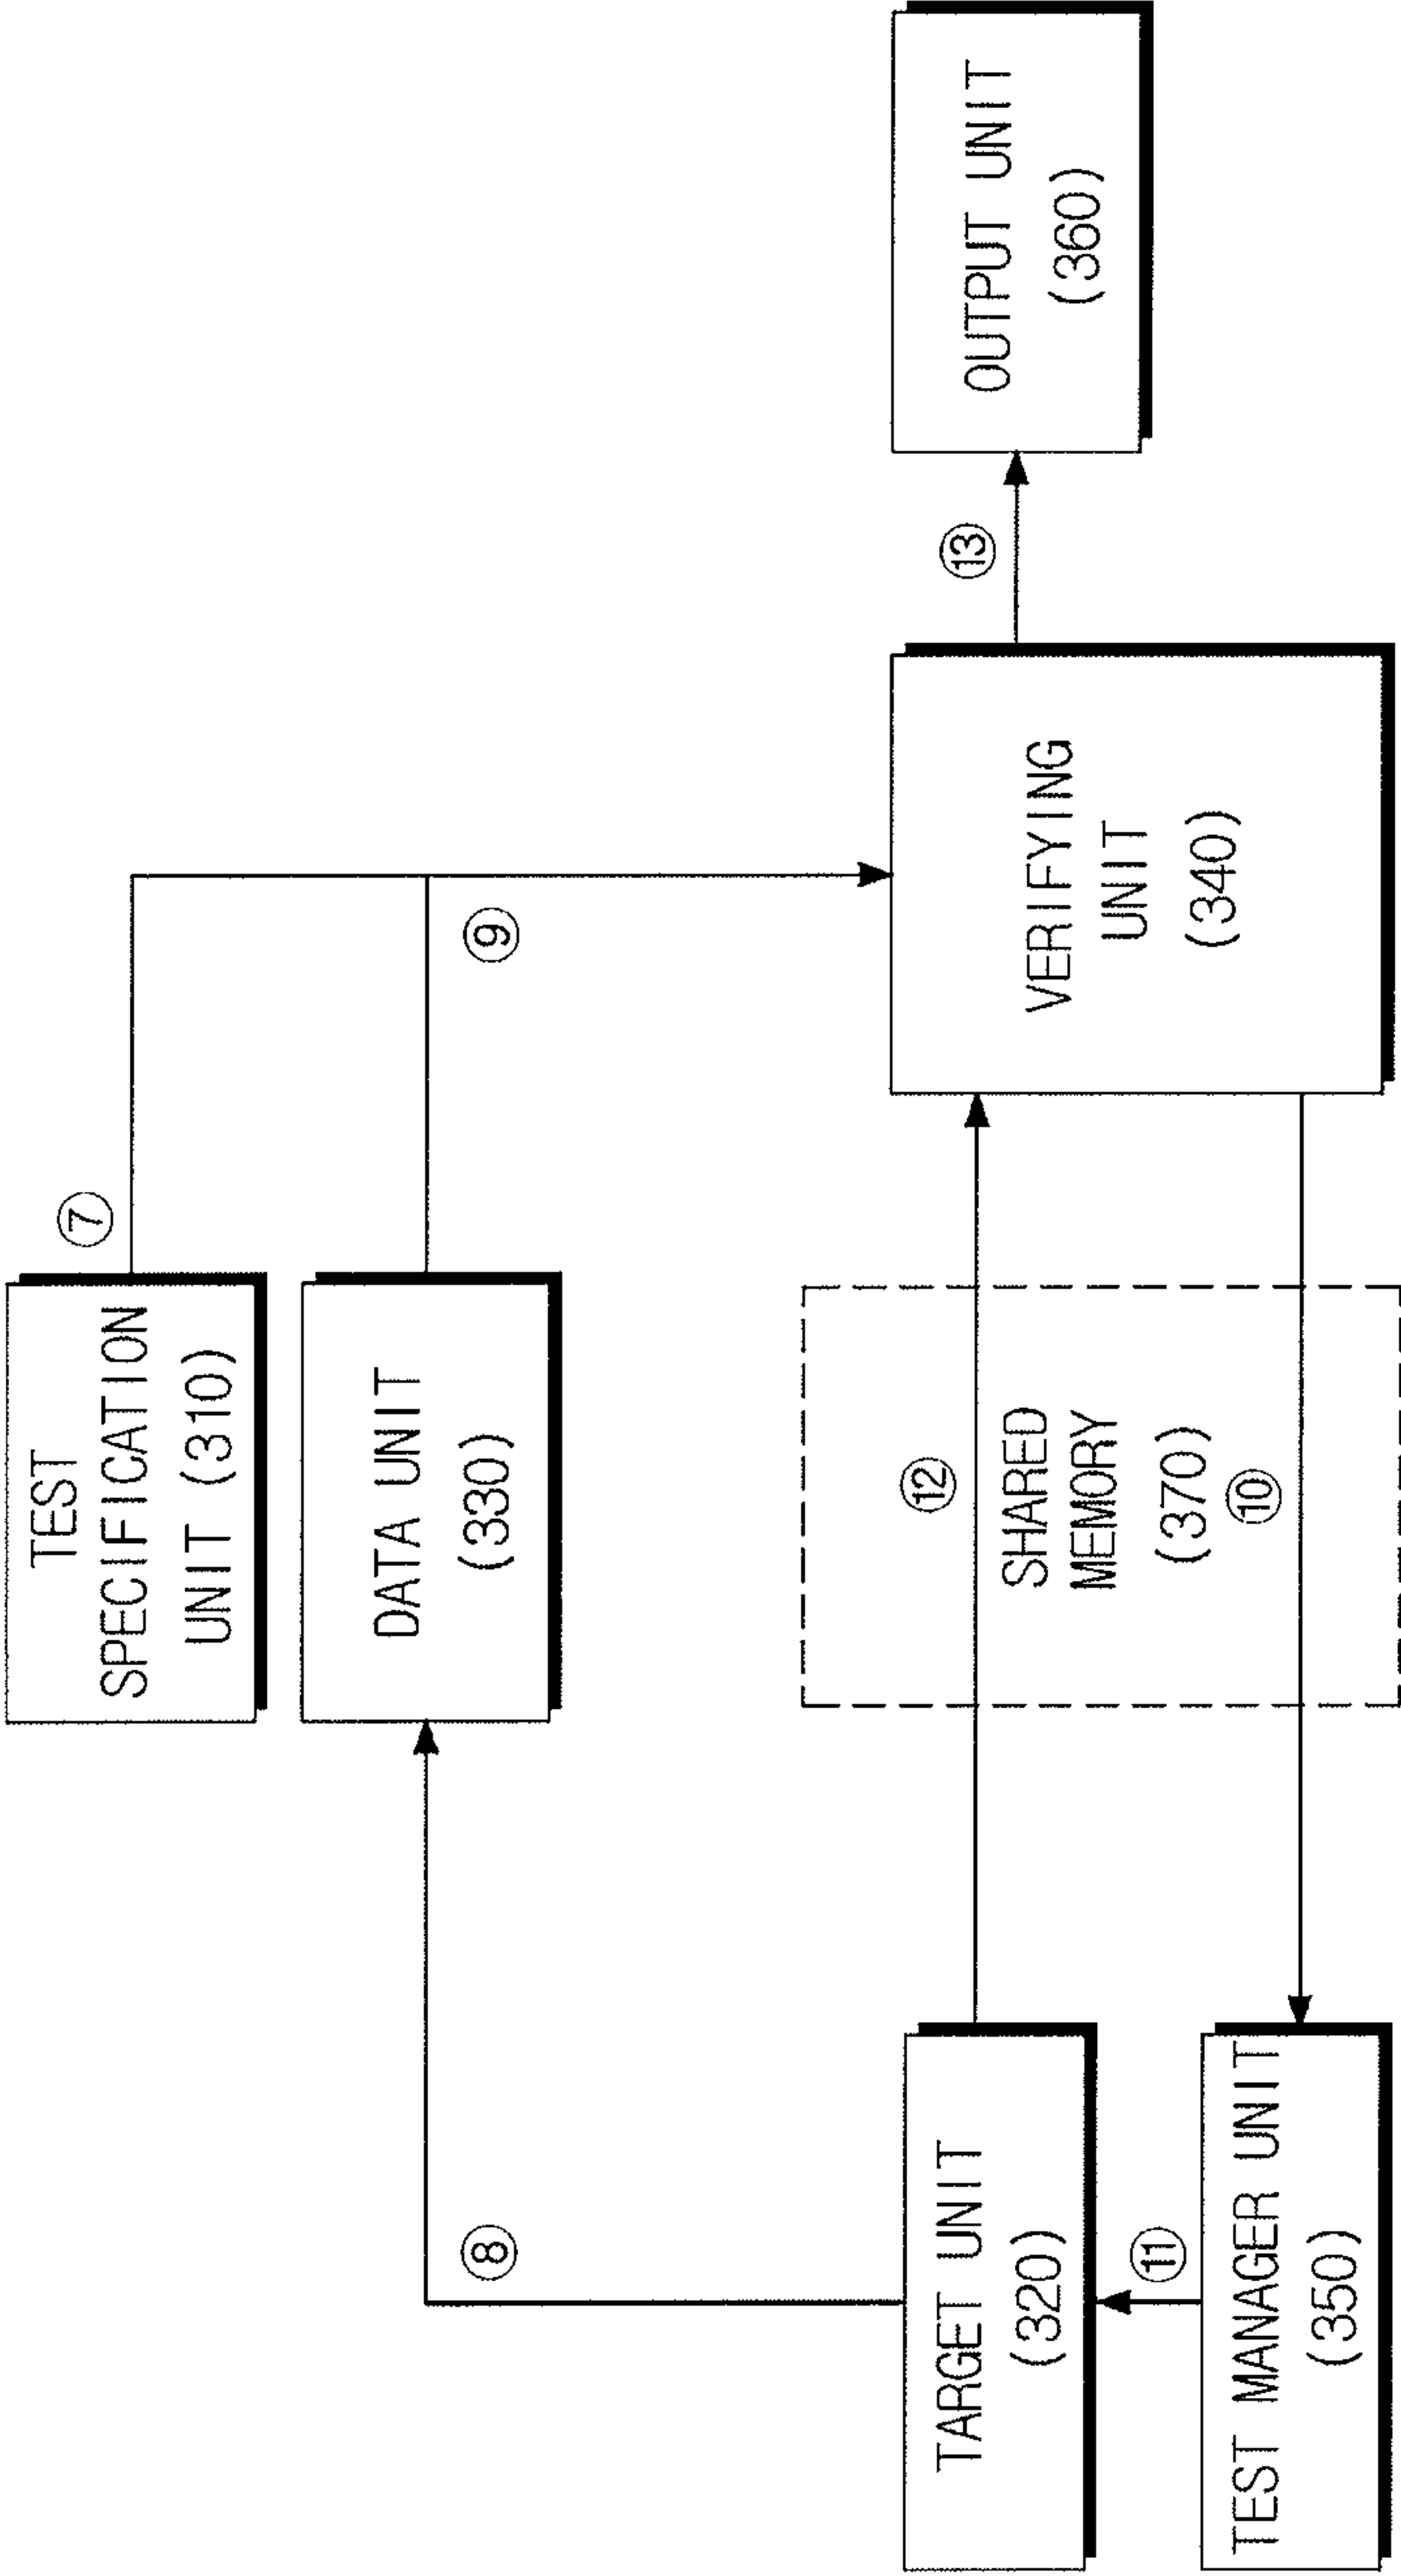 ⑦
TEST
SPECIFICATION
UNIT (310)
DATA UNIT
(330)
⑧
⑨
⑫
SHARED
MEMORY
(370)
⑩
TARGET UNIT
(320)
⑪
TEST MANAGER UNIT
(350)
VERIFYING
UNIT
(340)
⑬
OUTPUT UNIT
(360)